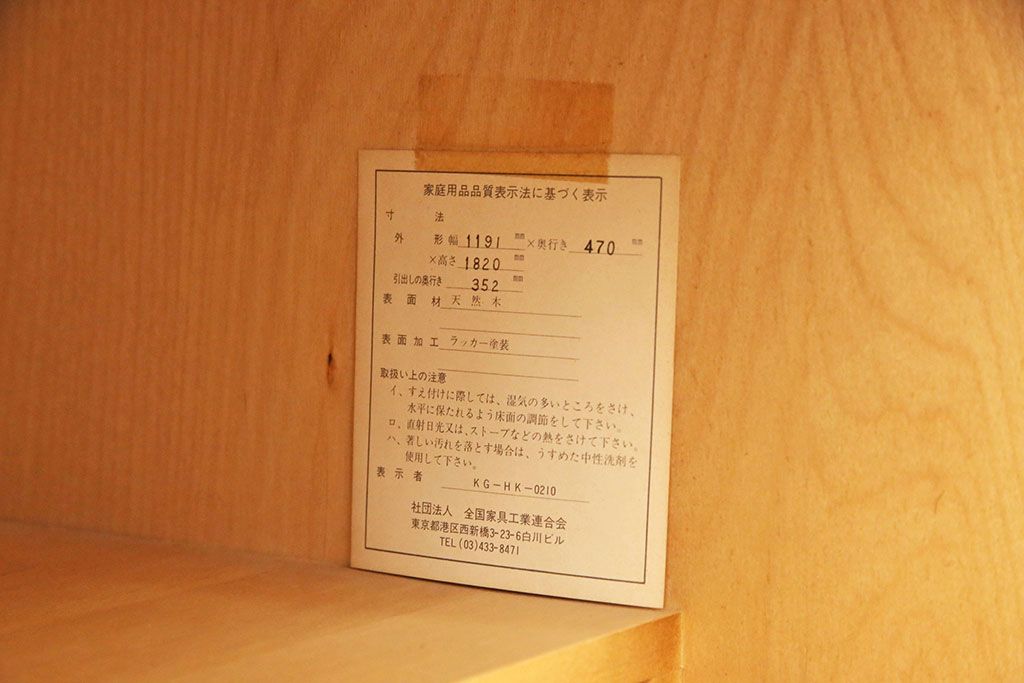 家庭用品品質表示法に基づく表示
寸法
外形 幅 1191 mm ×奥行き 470 mm
×高さ 1820 mm
引出しの奥行き 352 mm
表面材 天然木
表面加工 ラッカー塗装
取扱い上の注意
イ、すえ付けに際しては、湿気の多いところをさけ、
水平に保たれるよう床面の調節をして下さい。
ロ、直射日光又は、ストーブなどの熱をさけて下さい。
ハ、著しい汚れを落とす場合は、うすめた中性洗剤を
使用して下さい。
表示者 KG-HK-0210
社団法人 全国家具工業連合会
東京都港区西新橋3-23-6白川ビル
TEL (03)433-8471